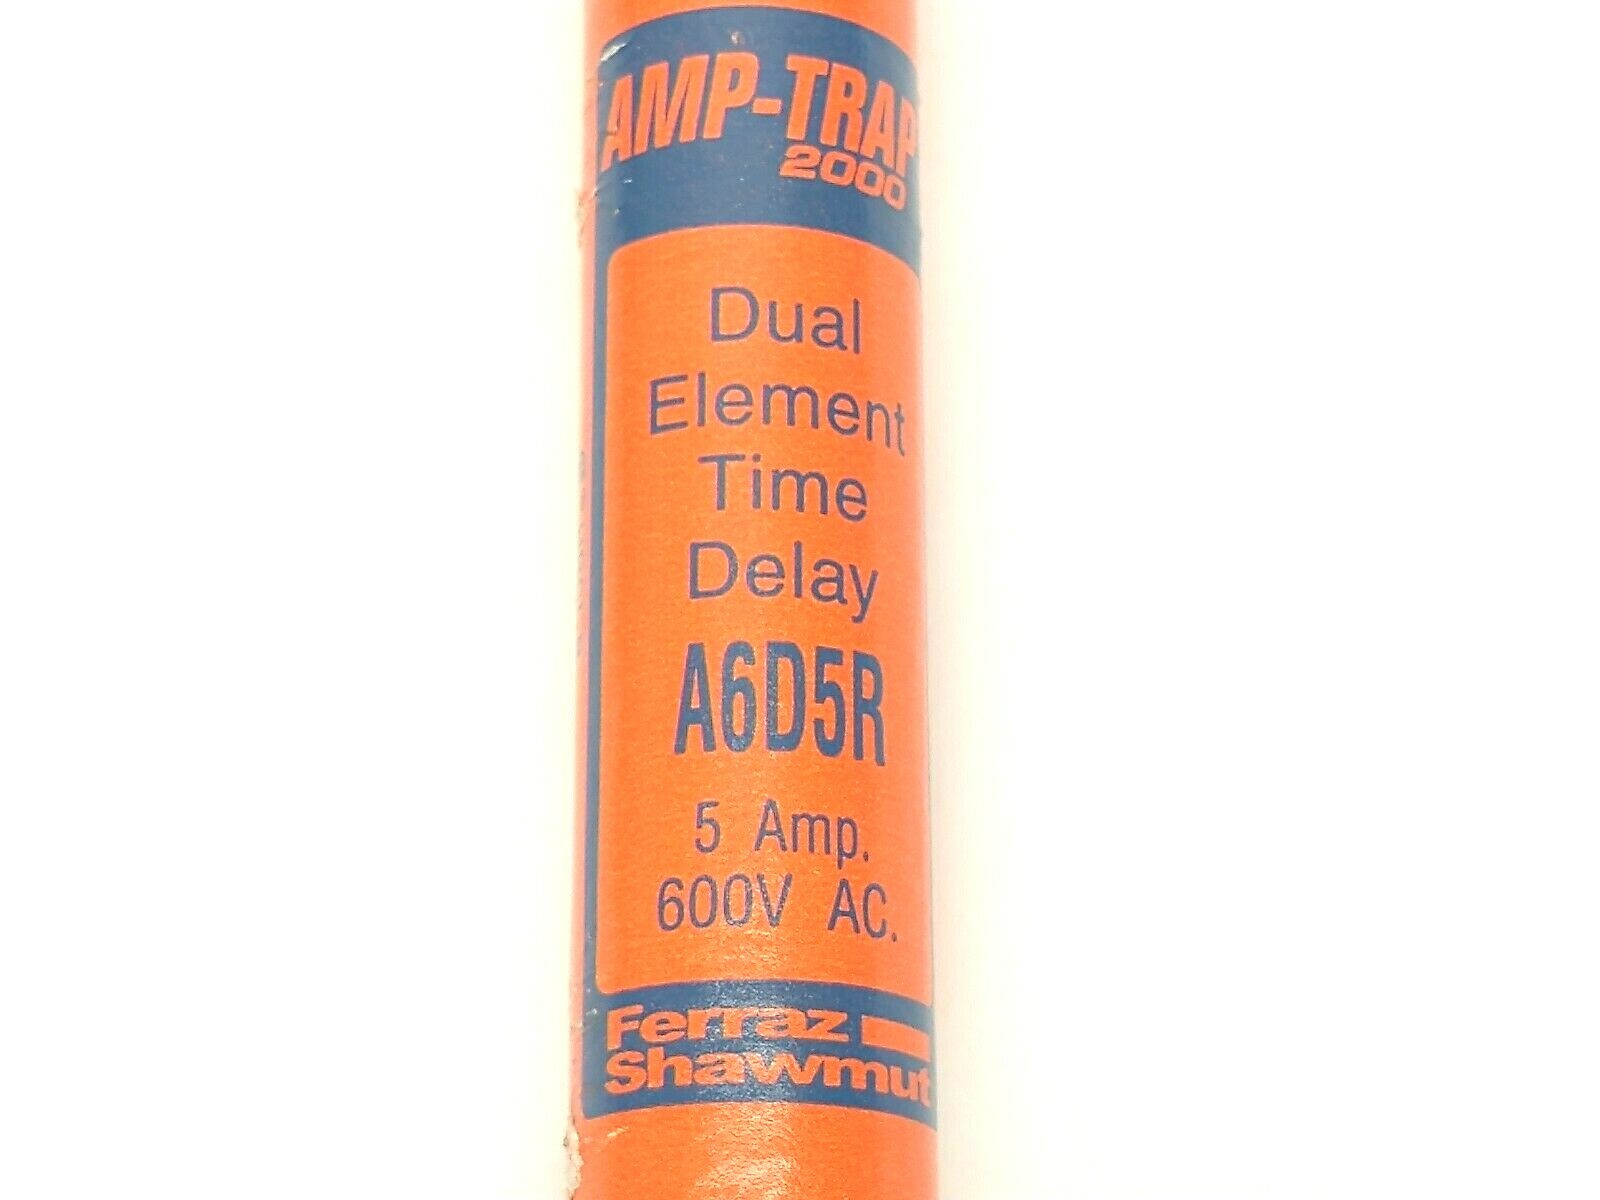 AMP-TRAP
2000
Dual
Element
Time
Delay
A6D5R
5 Amp.
600V AC.
Ferraz
Shawmut